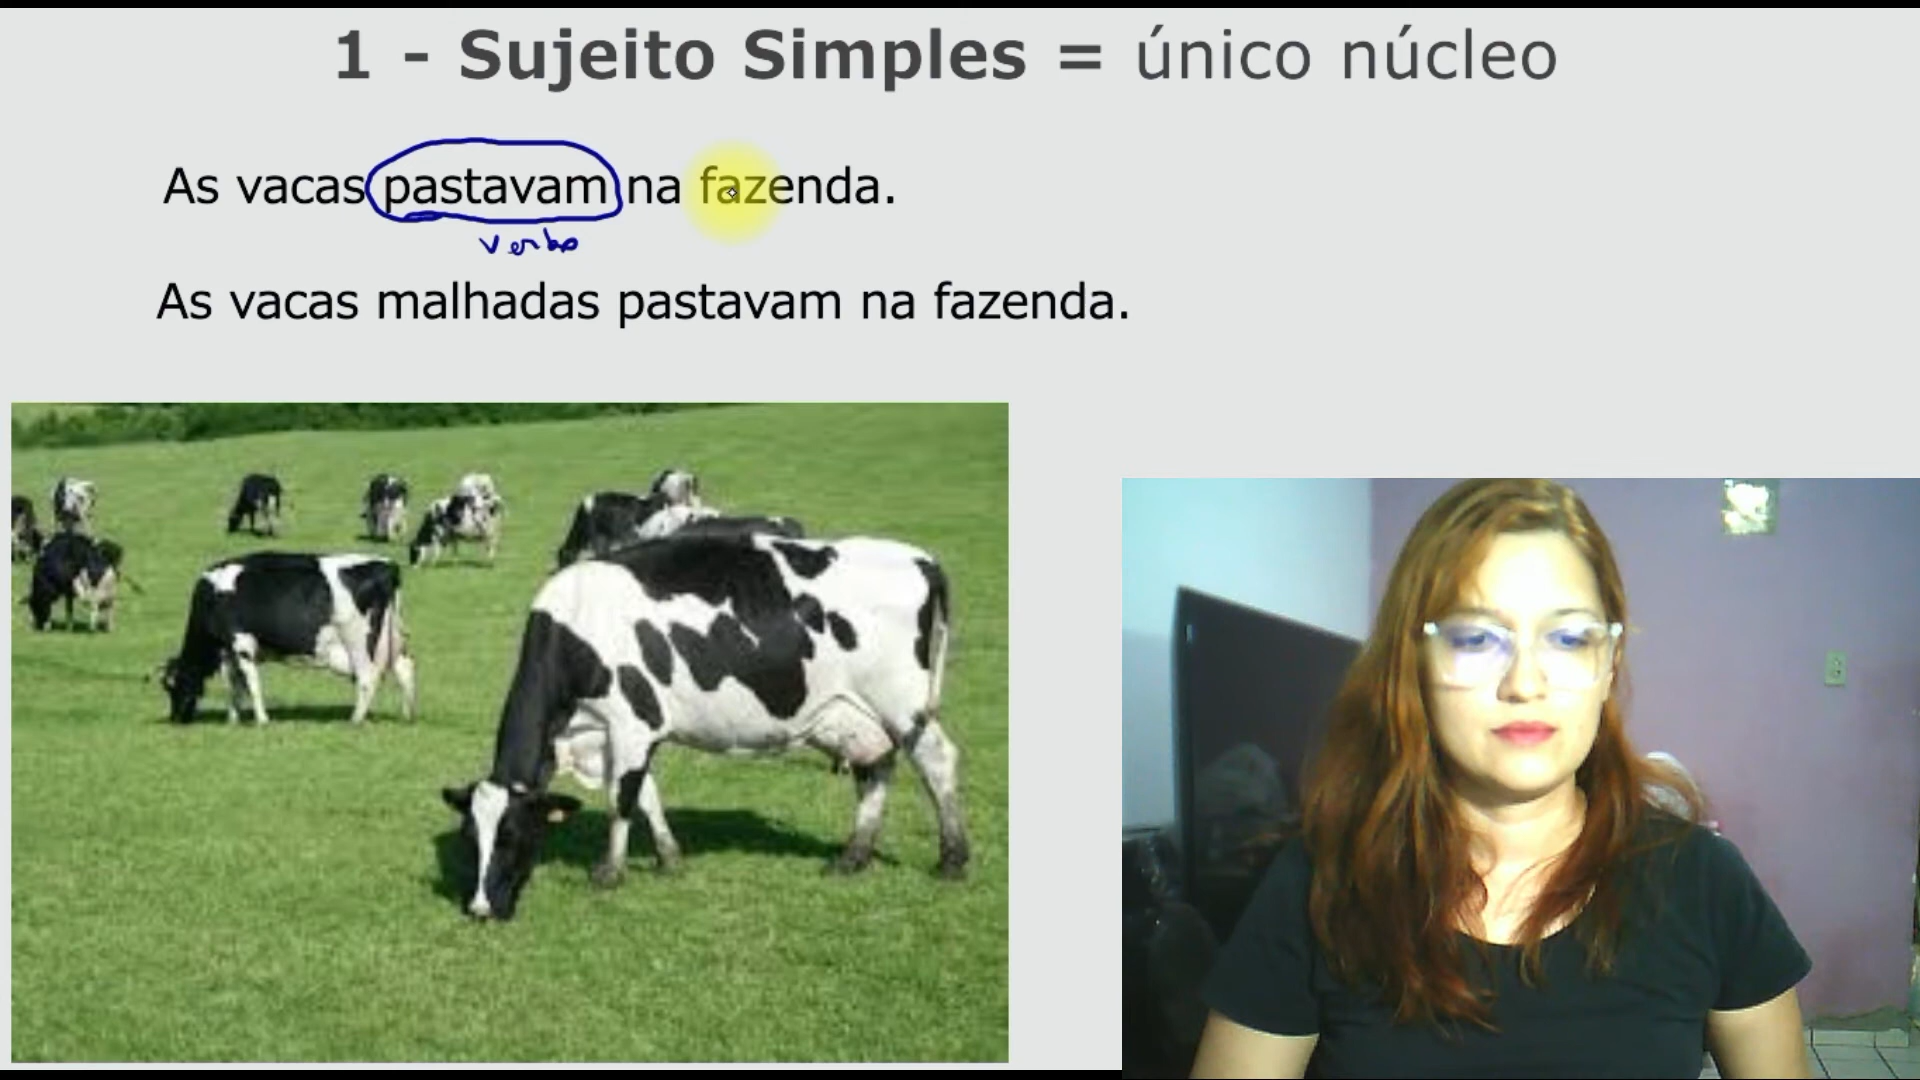 1 - Sujeito Simples = único núcleo
As vacas pastavam na fazenda.
verbo
As vacas malhadas pastavam na fazenda.